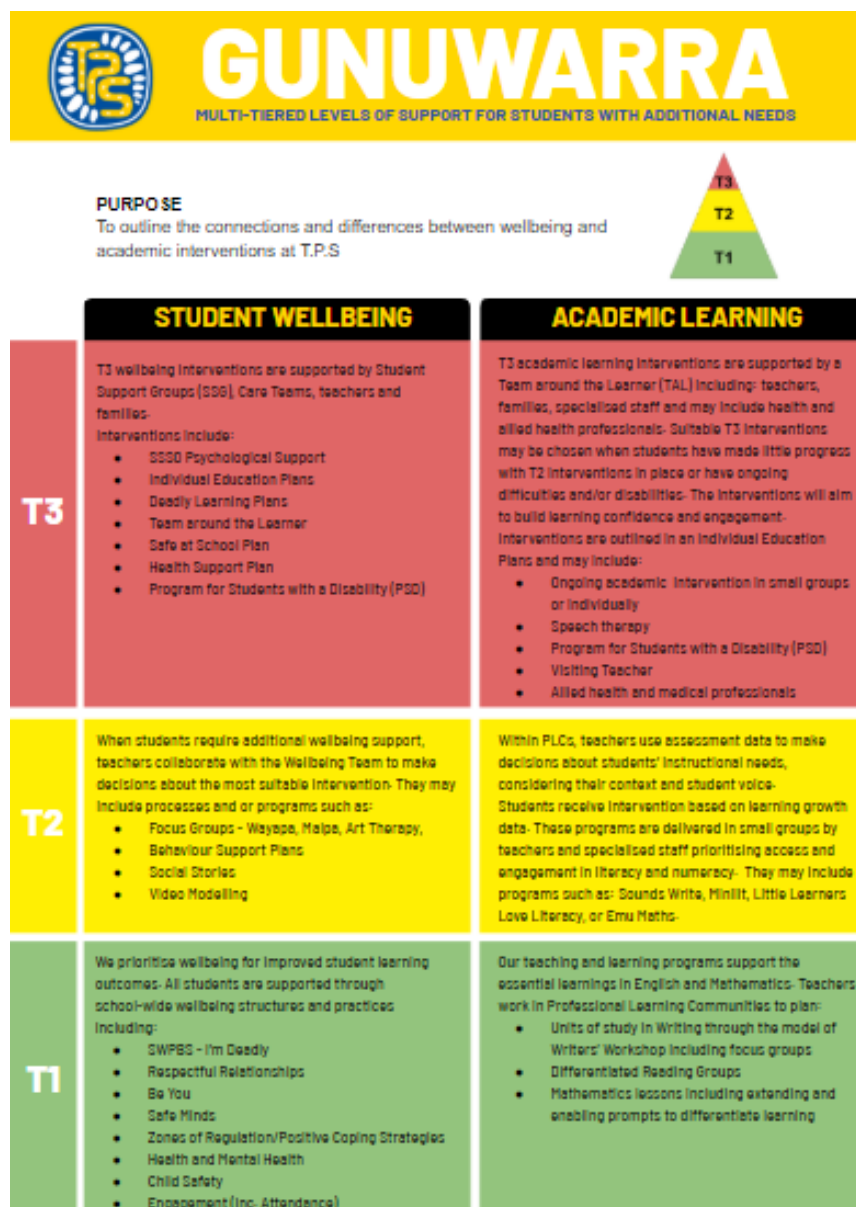 TPS
GUNUWARRA
MULTI-TIERED LEVELS OF SUPPORT FOR STUDENTS WITH ADDITIONAL NEEDS
PURPOSE
To outline the connections and differences between wellbeing and
academic interventions at T.P.S
T3
T2
T1
STUDENT WELLBEING
ACADEMIC LEARNING
T3
T3 wellbeing interventions are supported by Student
Support Groups (SSG), Care Teams, teachers and
families.
Interventions include:
● SSSO Psychological Support
● Individual Education Plans
● Deadly Learning Plans
● Team around the Learner
● Safe at School Plan
● Health Support Plan
● Program for Students with a Disability (PSD)
T3 academic learning interventions are supported by a
Team around the Learner (TAL) including: teachers,
families, specialised staff and may include health and
allied health professionals. Suitable T3 interventions
may be chosen when students have made little progress
with T2 interventions in place or have ongoing
difficulties and/or disabilities. The interventions will aim
to build learning confidence and engagement.
Interventions are outlined in an Individual Education
Plans and may include:
● Ongoing academic intervention in small groups
or individually
● Speech therapy
● Program for Students with a Disability (PSD)
● Visiting Teacher
● Allied health and medical professionals
T2
When students require additional wellbeing support,
teachers collaborate with the Wellbeing Team to make
decisions about the most suitable intervention. They may
include processes and or programs such as:
● Focus Groups - Wayapa, Malpa, Art Therapy,
● Behaviour Support Plans
● Social Stories
● Video Modelling
Within PLCs, teachers use assessment data to make
decisions about students' instructional needs,
considering their context and student voice.
Students receive intervention based on learning growth
data. These programs are delivered in small groups by
teachers and specialised staff prioritising access and
engagement in literacy and numeracy. They may include
programs such as: Sounds Write, Minilit, Little Learners
Love Literacy, or Emu Maths.
T1
We prioritise wellbeing for improved student learning
outcomes. All students are supported through
school-wide wellbeing structures and practices
including:
● SWPBS - I'm Deadly
● Respectful Relationships
● Be You
● Safe Minds
● Zones of Regulation/Positive Coping Strategies
● Health and Mental Health
● Child Safety
● Engagement (inc. Attendance)
Our teaching and learning programs support the
essential learnings in English and Mathematics. Teachers
work in Professional Learning Communities to plan:
● Units of study in Writing through the model of
Writers' Workshop including focus groups
● Differentiated Reading Groups
● Mathematics lessons including extending and
enabling prompts to differentiate learning